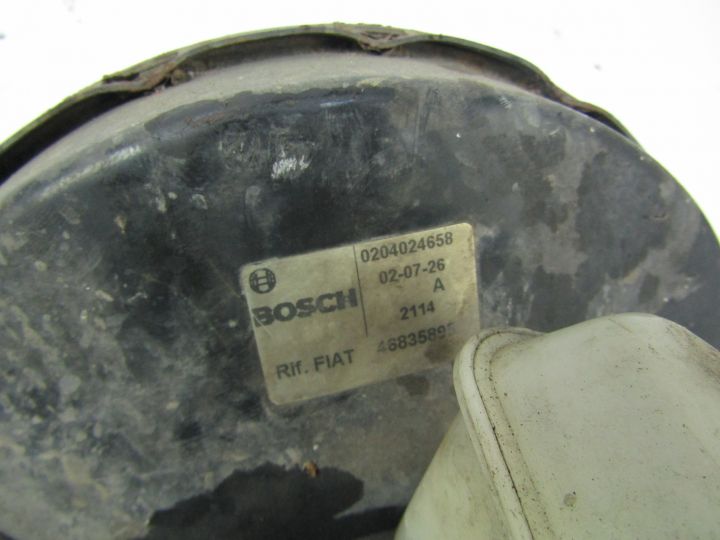 0204024658
BOSCH
02-07-26
A
2114
Rif. FIAT